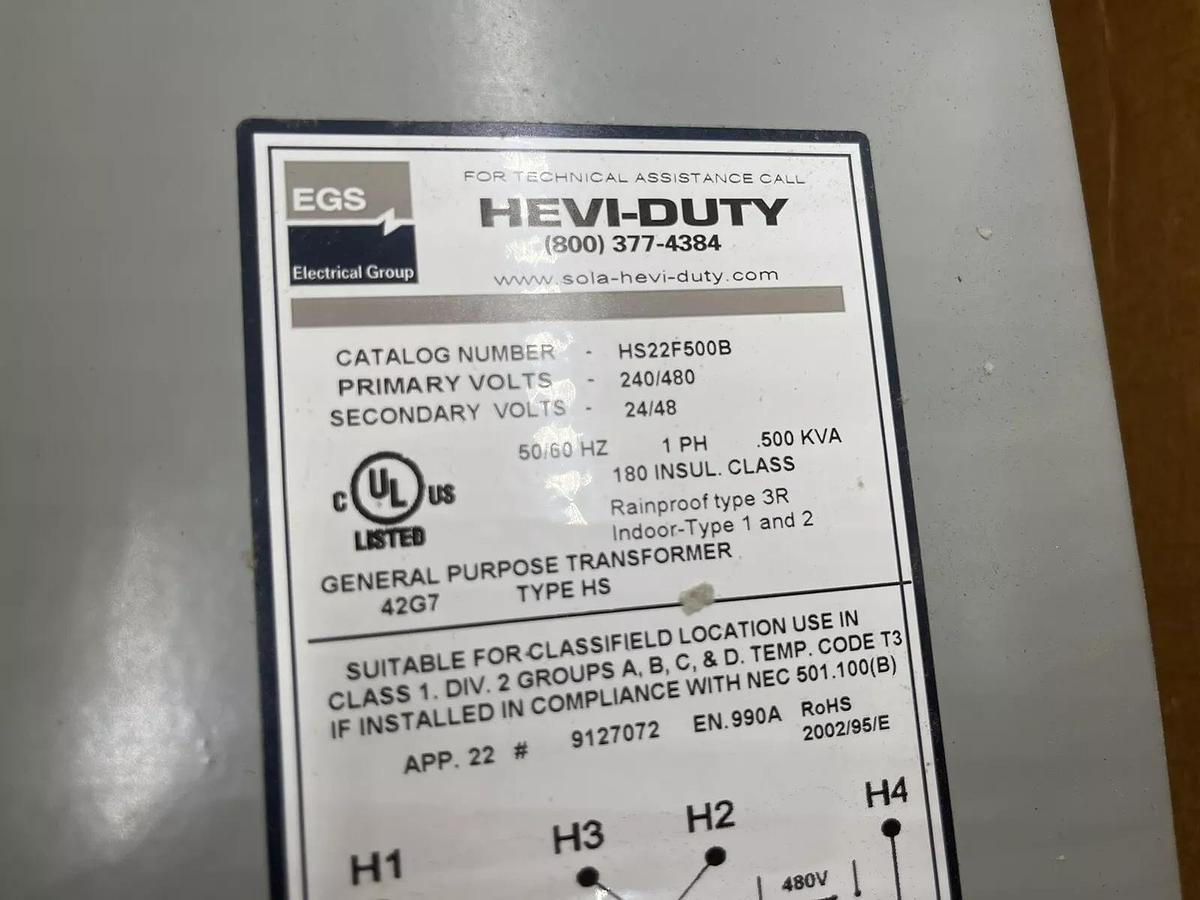 EGS
Electrical Group
FOR TECHNICAL ASSISTANCE CALL
HEVI-DUTY
(800) 377-4384
www.sola-hevi-duty.com
CATALOG NUMBER - HS22F500B
PRIMARY VOLTS - 240/480
SECONDARY VOLTS - 24/48
50/60 HZ 1 PH .500 KVA
180 INSUL. CLASS
C UL US
LISTED
Rainproof type 3R
Indoor-Type 1 and 2
GENERAL PURPOSE TRANSFORMER
42G7 TYPE HS
SUITABLE FOR CLASSIFIELD LOCATION USE IN
CLASS 1. DIV. 2 GROUPS A, B, C, & D. TEMP. CODE T3
IF INSTALLED IN COMPLIANCE WITH NEC 501.100(B)
APP. 22 # 9127072 EN.990A RoHS
2002/95/E
H1 H3 H2 H4
480V